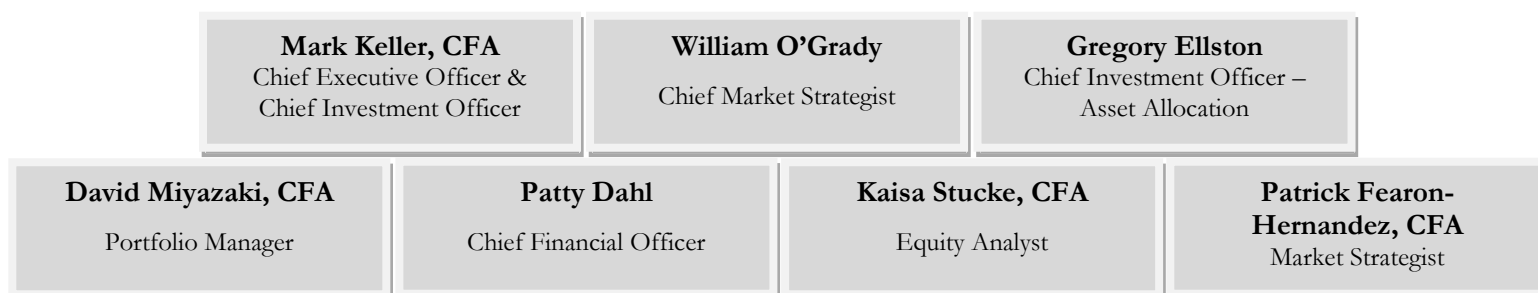 Mark Keller, CFA
Chief Executive Officer &
Chief Investment Officer
William O’Grady
Chief Market Strategist
Gregory Ellston
Chief Investment Officer –
Asset Allocation
David Miyazaki, CFA
Portfolio Manager
Patty Dahl
Chief Financial Officer
Kaisa Stucke, CFA
Equity Analyst
Patrick Fearon-
Hernandez, CFA
Market Strategist